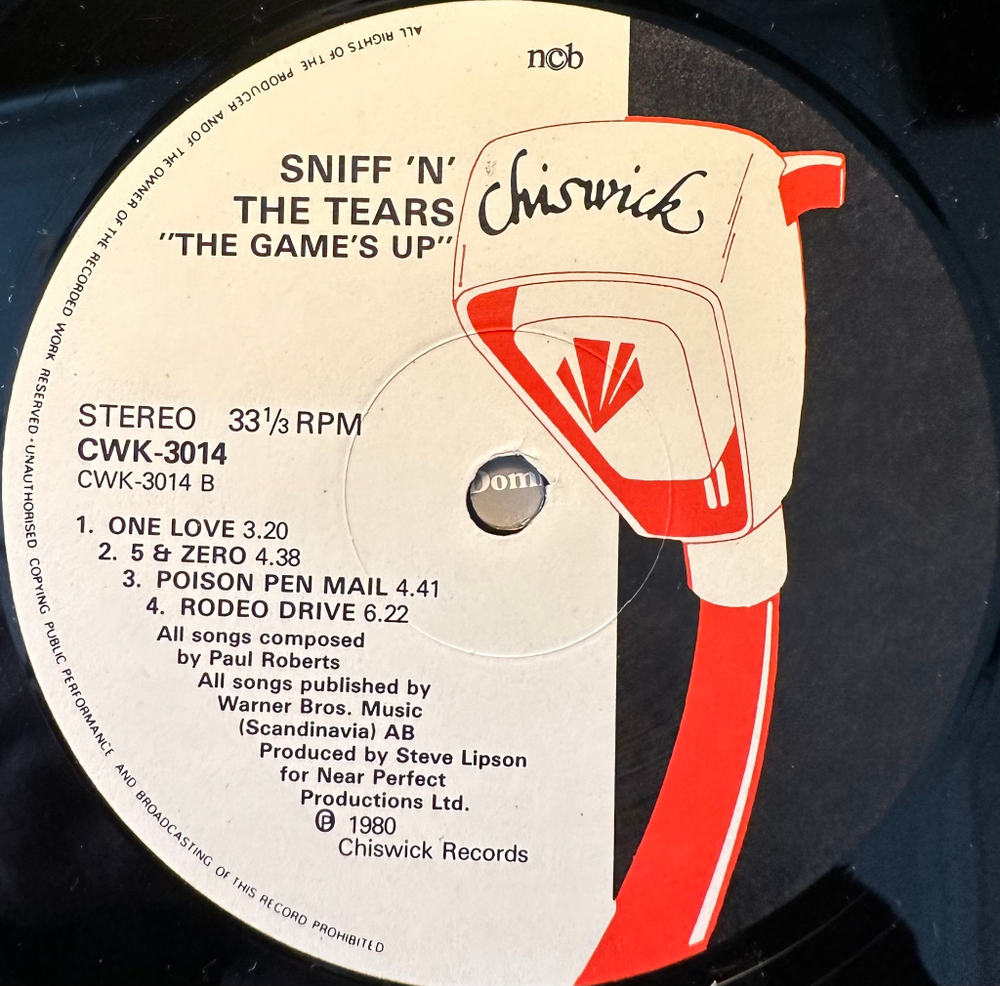 ncb
SNIFF 'N'
THE TEARS
"THE GAME'S UP"
Chiswick
STEREO 33⅓ RPM
CWK-3014
CWK-3014 B
1. ONE LOVE 3.20
2. 5 & ZERO 4.38
3. POISON PEN MAIL 4.41
4. RODEO DRIVE 6.22
All songs composed
by Paul Roberts
All songs published by
Warner Bros. Music
(Scandinavia) AB
Produced by Steve Lipson
for Near Perfect
Productions Ltd.
℗ 1980
Chiswick Records
ALL RIGHTS OF THE PRODUCER AND OF THE OWNER OF THE RECORDED WORK RESERVED · UNAUTHORISED COPYING PUBLIC PERFORMANCE AND BROADCASTING OF THIS RECORD PROHIBITED